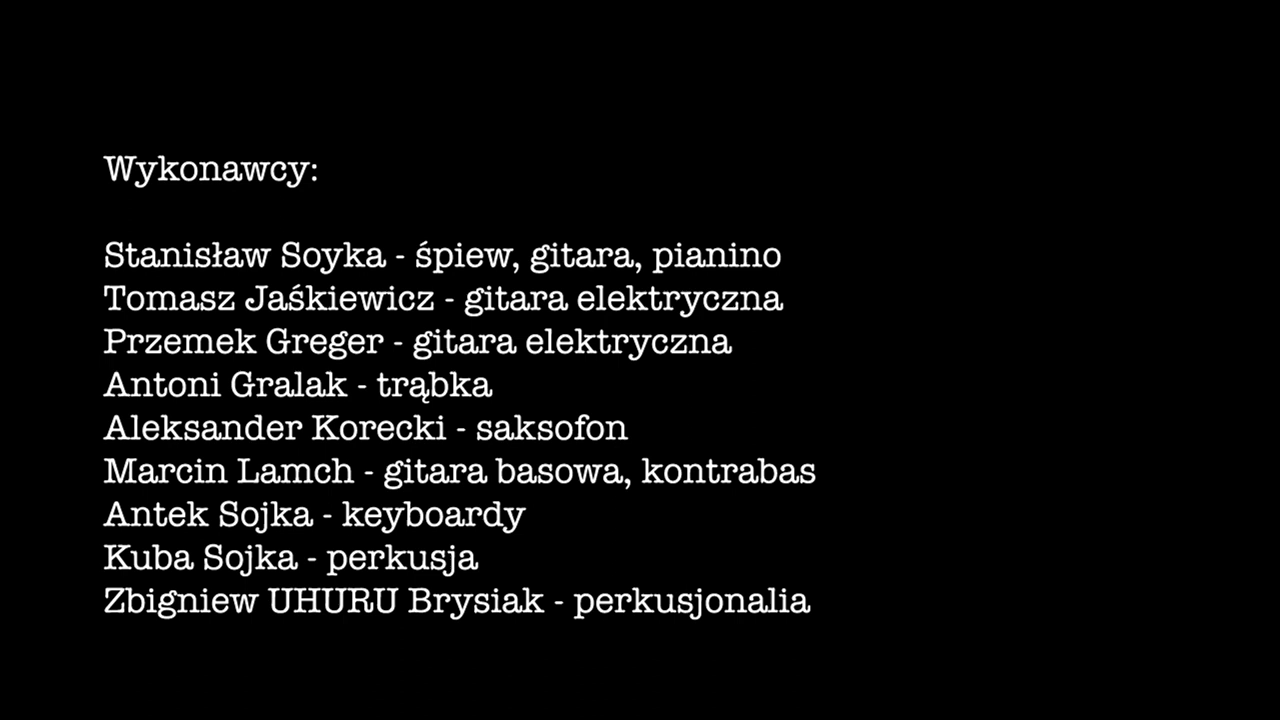 Wykonawcy:
Stanisław Soyka - śpiew, gitara, pianino
Tomasz Jaśkiewicz - gitara elektryczna
Przemek Greger - gitara elektryczna
Antoni Gralak - trąbka
Aleksander Korecki - saksofon
Marcin Lamch - gitara basowa, kontrabas
Antek Sojka - keyboardy
Kuba Sojka - perkusja
Zbigniew UHURU Brysiak - perkusjonalia